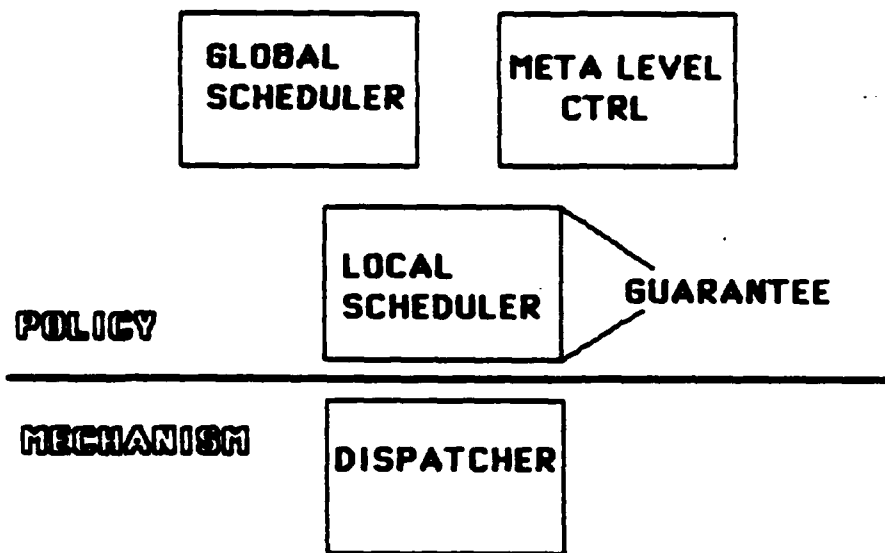 GLOBAL
SCHEDULER
META LEVEL
CTRL
LOCAL
SCHEDULER
GUARANTEE
POLICY
MECHANISM
DISPATCHER